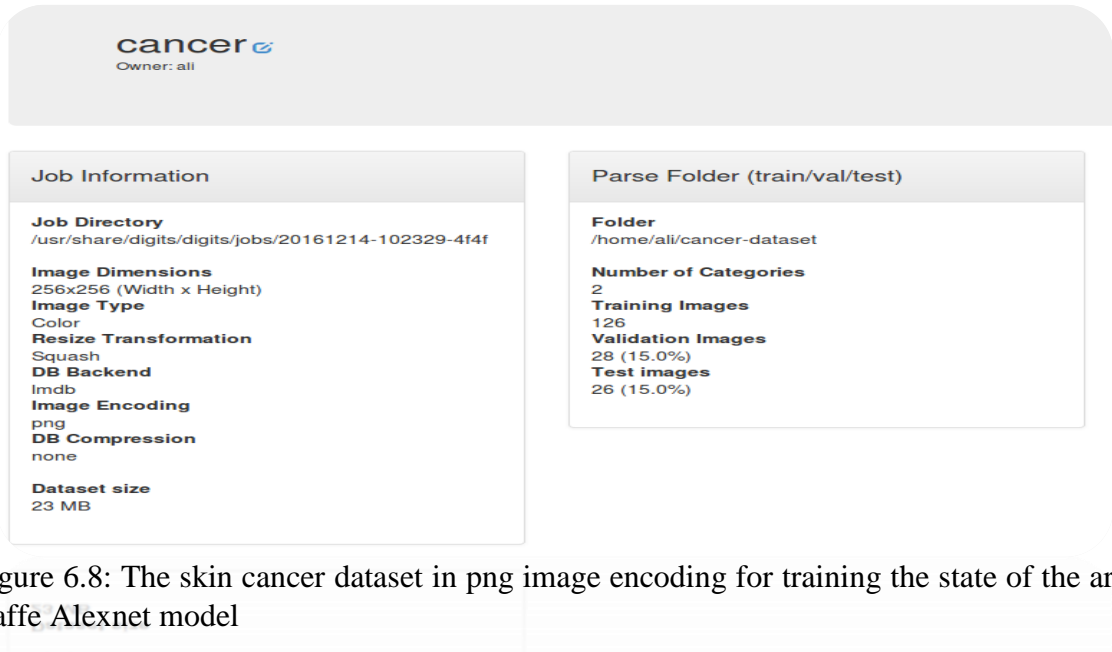 cancer
Owner: ali
Job Information
Job Directory
/usr/share/digits/digits/jobs/20161214-102329-4f4f
Image Dimensions
256x256 (Width x Height)
Image Type
Color
Resize Transformation
Squash
DB Backend
lmdb
Image Encoding
png
DB Compression
none
Dataset size
23 MB
Parse Folder (train/val/test)
Folder
/home/ali/cancer-dataset
Number of Categories
2
Training Images
126
Validation Images
28 (15.0%)
Test images
26 (15.0%)
gure 6.8: The skin cancer dataset in png image encoding for training the state of the ar
affe Alexnet model